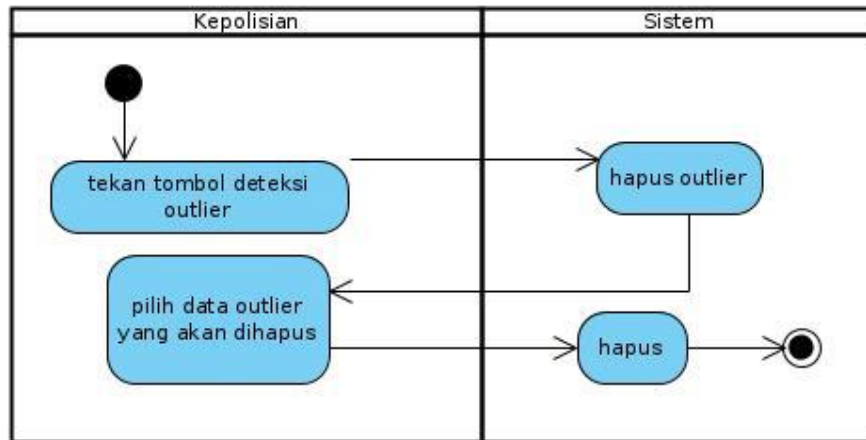 Kepolisian
Sistem
tekan tombol deteksi
outlier
hapus outlier
pilih data outlier
yang akan dihapus
hapus